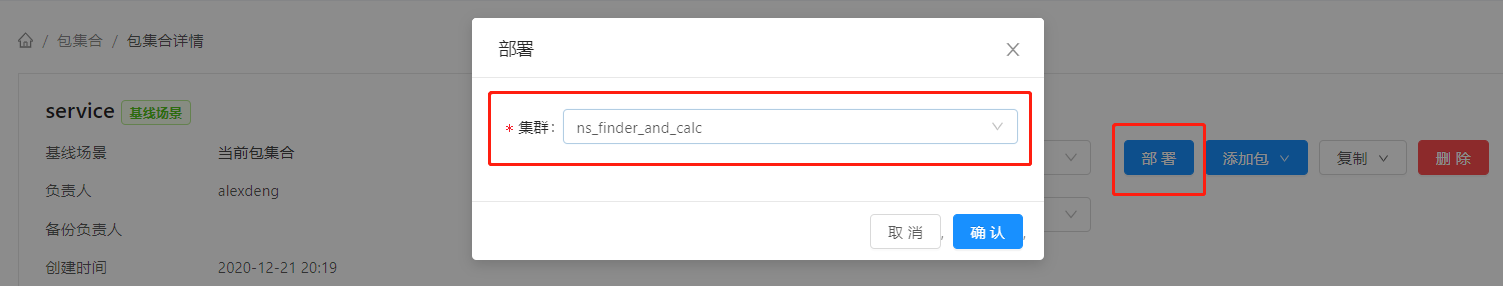 / 包集合 / 包集合详情
service 基线场景
基线场景 当前包集合
负责人 alexdeng
备份负责人
创建时间 2020-12-21 20:19
部署
* 集群: ns_finder_and_calc
取 消 , 确 认 ,
部 署 添加包 复制 删 除